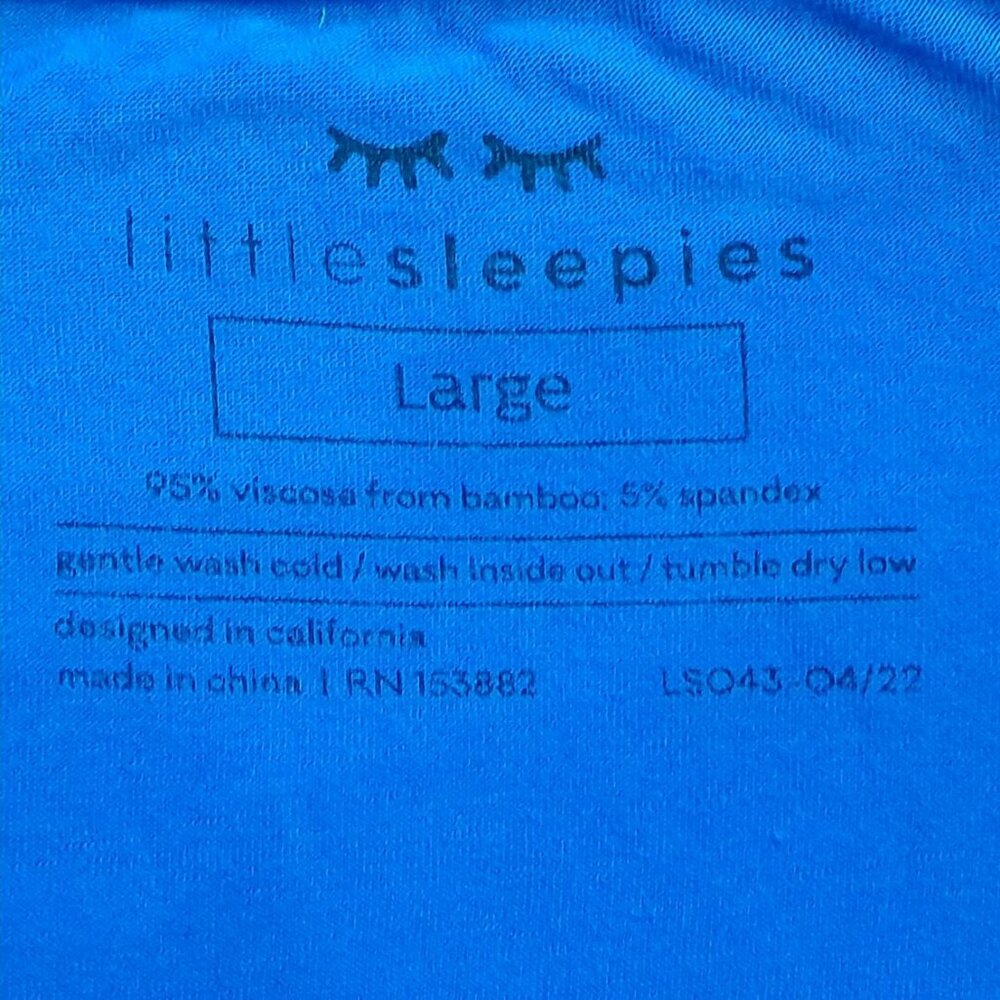 littlesleepies
Large
95% viscose from bamboo; 5% spandex
gentle wash cold / wash inside out / tumble dry low
designed in california
made in china | RN 153882 LS043-04/22